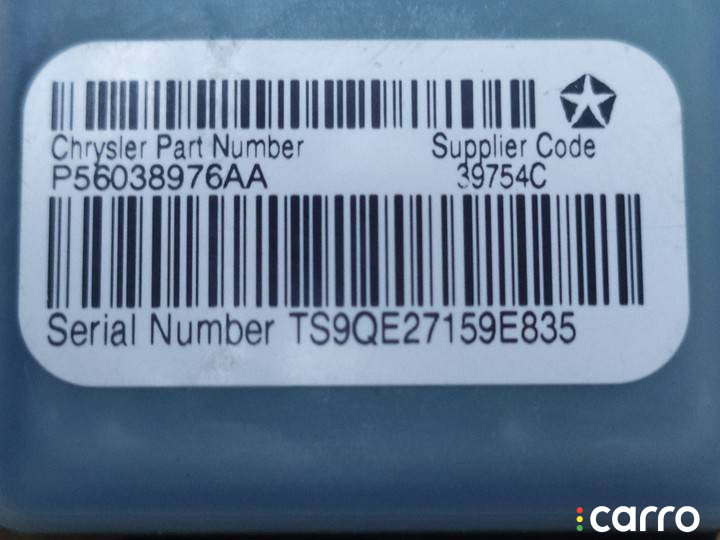 Chrysler Part Number Supplier Code
P56038976AA 39754C
Serial Number TS9QE27159E835
carro